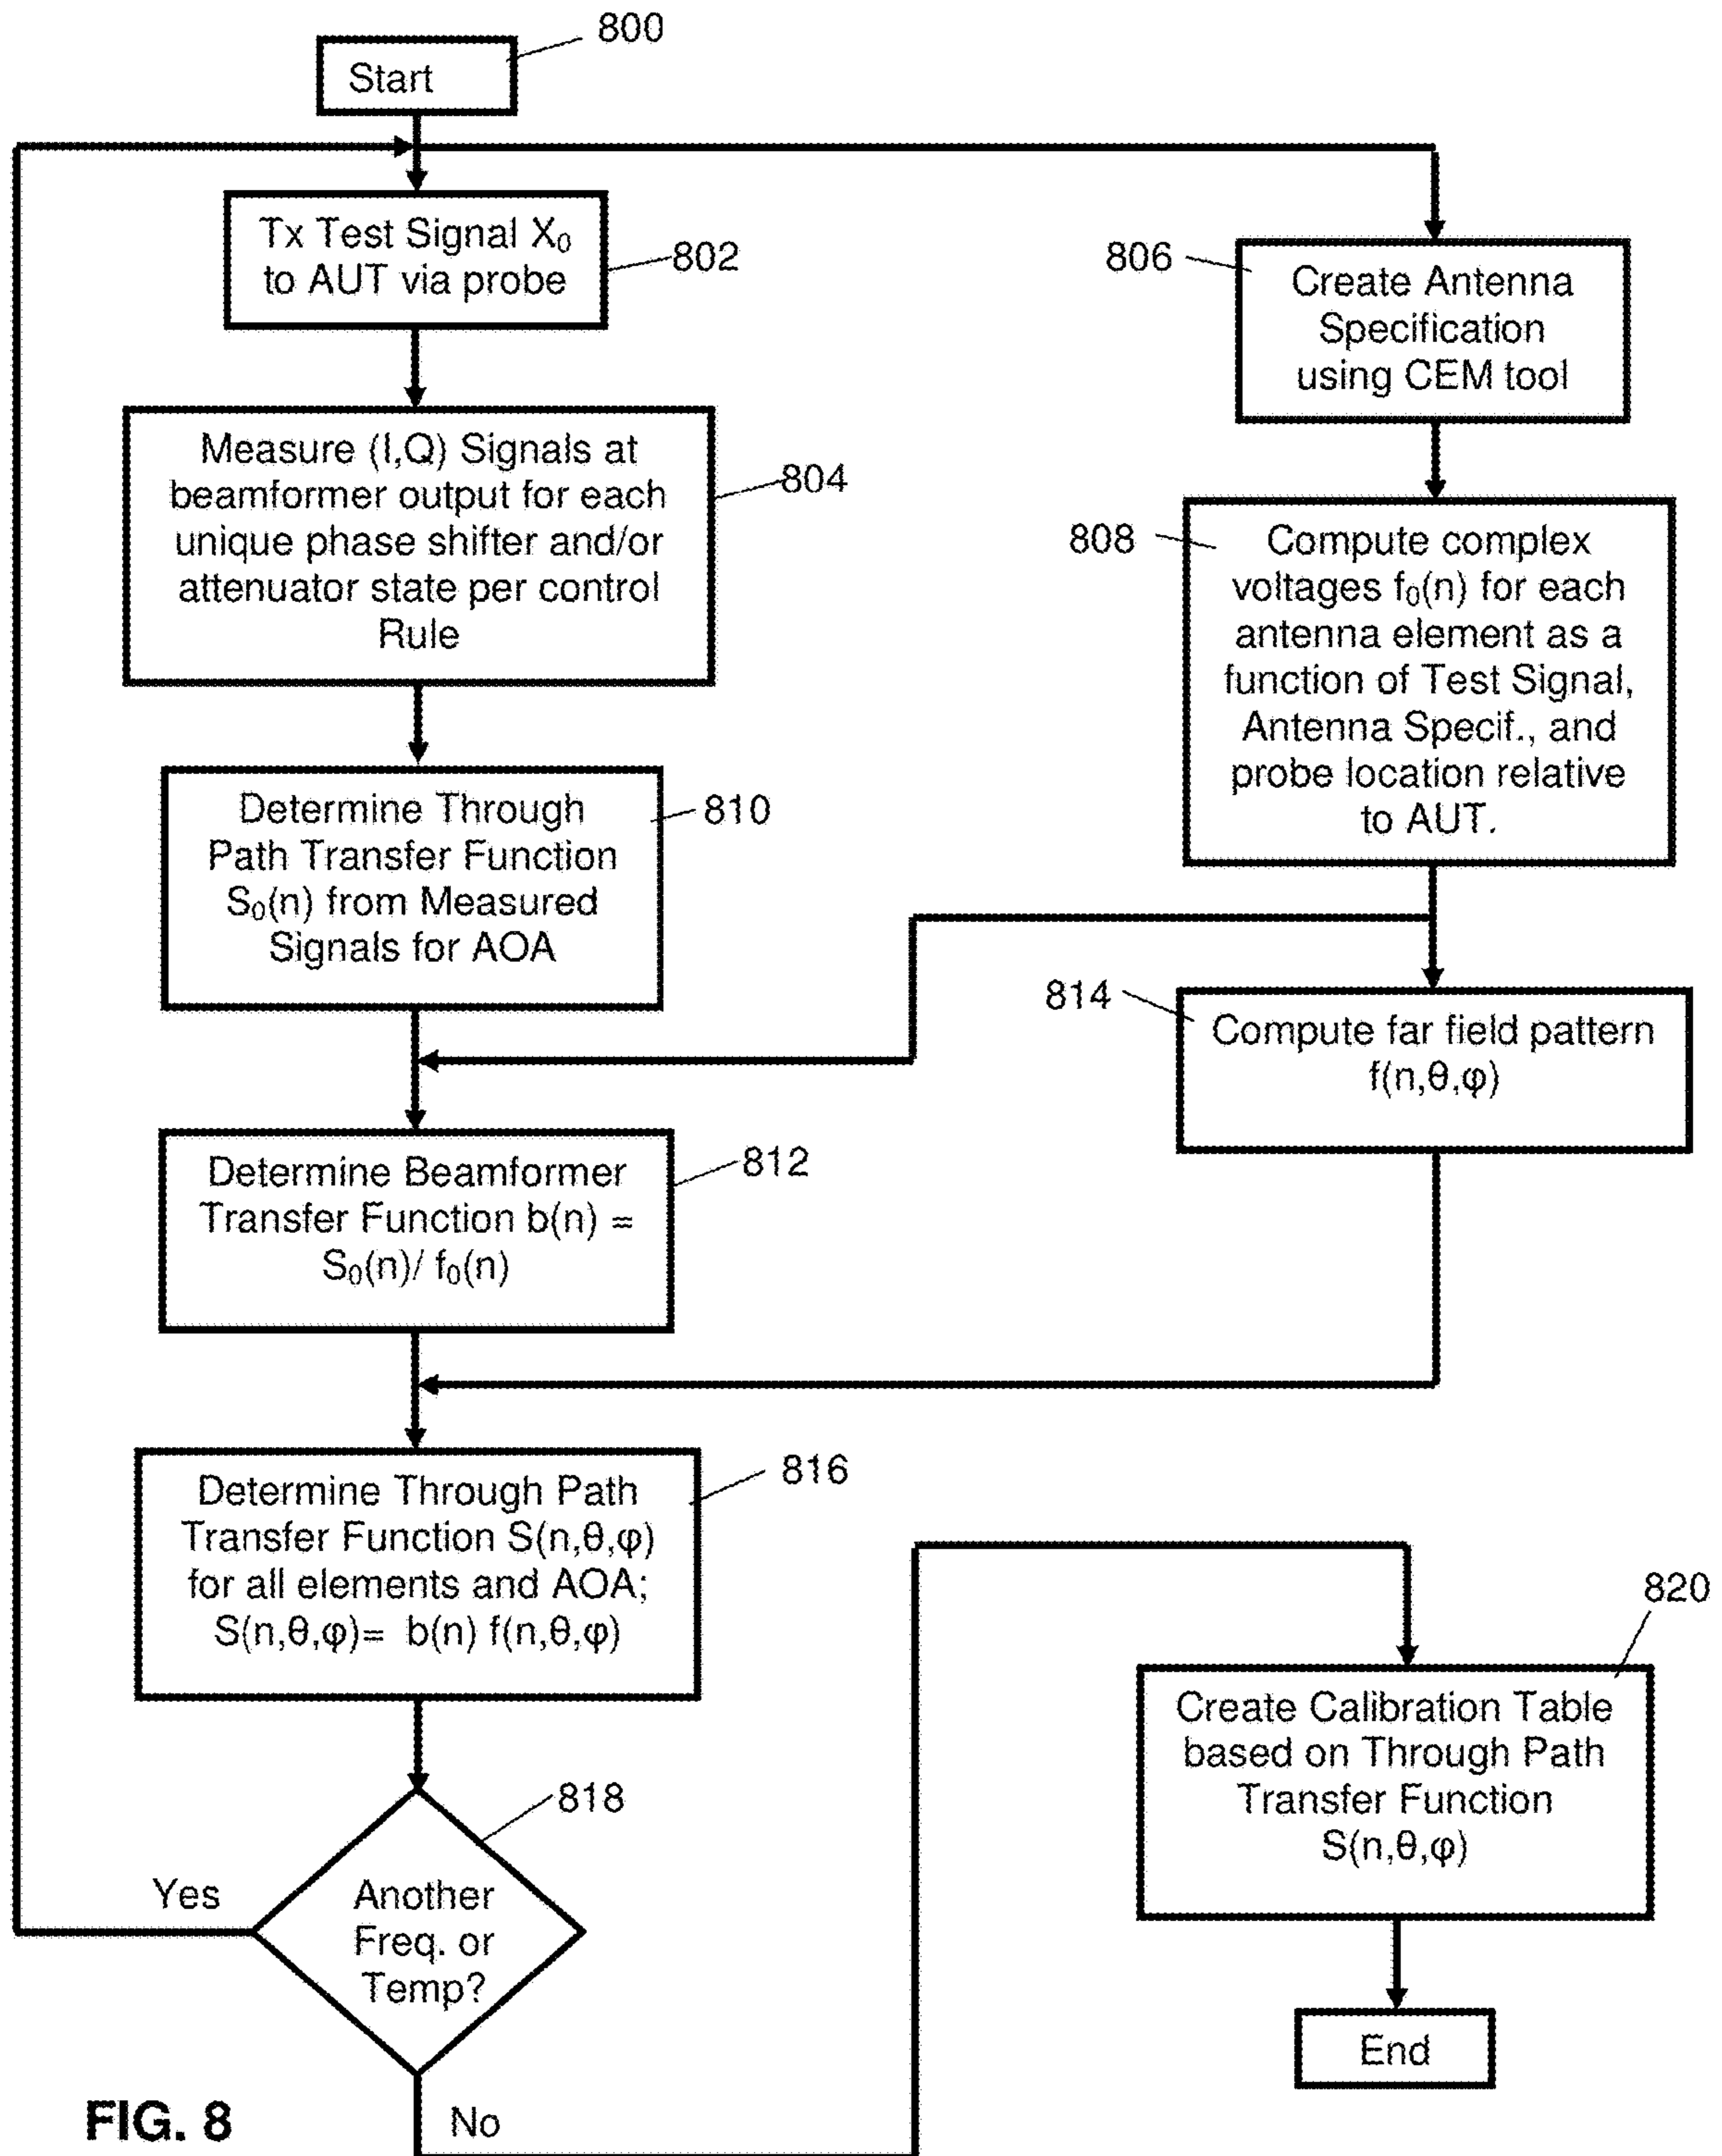 800
Start
Tx Test Signal X₀
to AUT via probe
802
806
Create Antenna
Specification
using CEM tool
Measure (I,Q) Signals at
beamformer output for each
unique phase shifter and/or
attenuator state per control
Rule
804
808
Compute complex
voltages f₀(n) for each
antenna element as a
function of Test Signal,
Antenna Specif., and
probe location relative
to AUT.
Determine Through
Path Transfer Function
S₀(n) from Measured
Signals for AOA
810
814
Compute far field pattern
f(n,θ,φ)
Determine Beamformer
Transfer Function b(n) =
S₀(n)/ f₀(n)
812
Determine Through Path
Transfer Function S(n,θ,φ)
for all elements and AOA;
S(n,θ,φ)= b(n) f(n,θ,φ)
816
820
Create Calibration Table
based on Through Path
Transfer Function
S(n,θ,φ)
818
Yes
Another
Freq. or
Temp?
End
No
FIG. 8